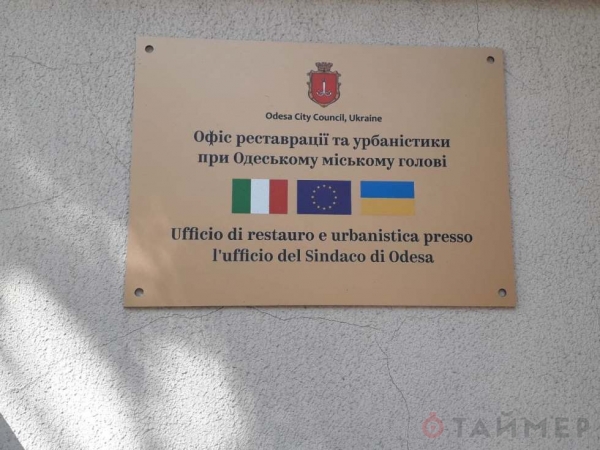 Odesa City Council, Ukraine
Офіс реставрації та урбаністики
при Одеському міському голові
Ufficio di restauro e urbanistica presso
l'ufficio del Sindaco di Odesa
ТАЙМЕР